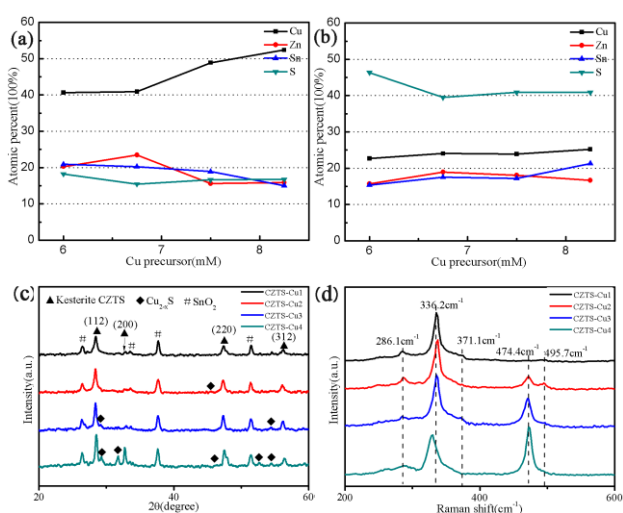 (a)
Cu
Zn
Sn
S
60
50
40
30
20
10
0
6
7
8
Atomic percent(100%)
Cu precursor(mM)
(b)
Cu
Zn
Sn
S
60
50
40
30
20
10
0
6
7
8
Atomic percent(100%)
Cu precursor(mM)
(c)
▲ Kesterite CZTS ◆ Cu2-xS # SnO2
CZTS-Cu1
CZTS-Cu2
CZTS-Cu3
CZTS-Cu4
# (112) (200) # # (220) # (312)
Intensity(a.u.)
20
40
60
2θ(degree)
(d)
CZTS-Cu1
CZTS-Cu2
CZTS-Cu3
CZTS-Cu4
336.2cm-1
286.1cm-1
371.1cm-1
474.4cm-1
495.7cm-1
Intensity(a.u.)
200
400
600
Raman shift(cm-1)